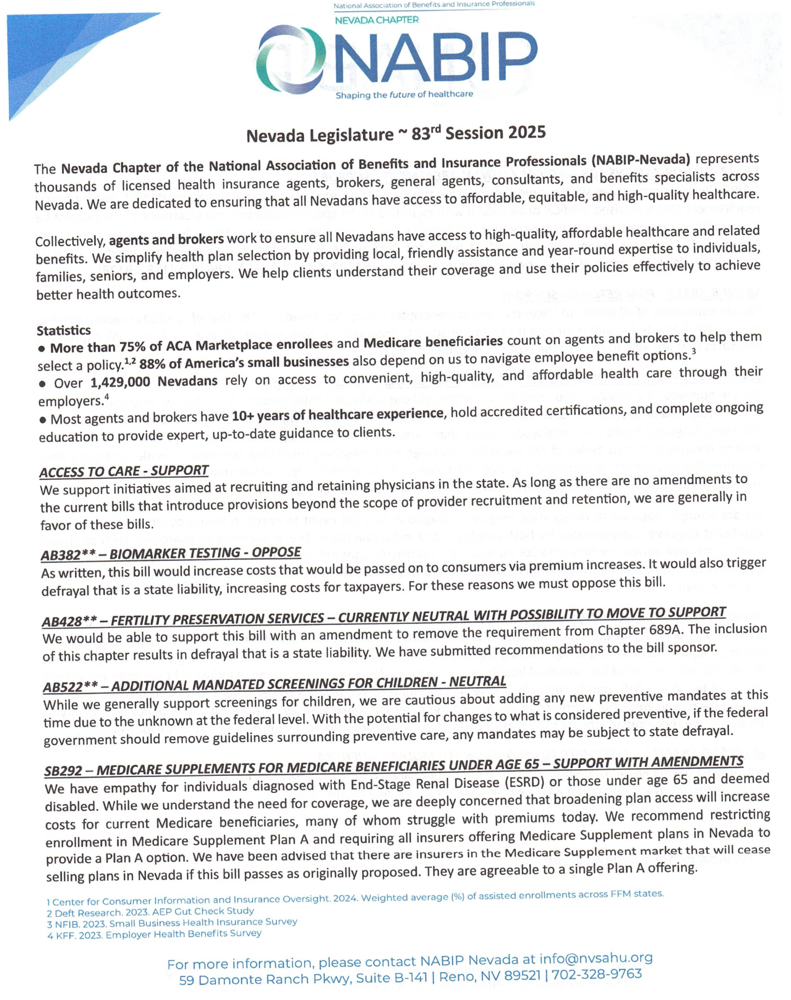 National Association of Benefits and Insurance Professionals
NEVADA CHAPTER
NABIP
Shaping the future of healthcare
Nevada Legislature ~ 83rd Session 2025
The Nevada Chapter of the National Association of Benefits and Insurance Professionals (NABIP-Nevada) represents
thousands of licensed health insurance agents, brokers, general agents, consultants, and benefits specialists across
Nevada. We are dedicated to ensuring that all Nevadans have access to affordable, equitable, and high-quality healthcare.
Collectively, agents and brokers work to ensure all Nevadans have access to high-quality, affordable healthcare and related
benefits. We simplify health plan selection by providing local, friendly assistance and year-round expertise to individuals,
families, seniors, and employers. We help clients understand their coverage and use their policies effectively to achieve
better health outcomes.
Statistics
● More than 75% of ACA Marketplace enrollees and Medicare beneficiaries count on agents and brokers to help them
select a policy.1,2 88% of America's small businesses also depend on us to navigate employee benefit options.3
● Over 1,429,000 Nevadans rely on access to convenient, high-quality, and affordable health care through their
employers.4
● Most agents and brokers have 10+ years of healthcare experience, hold accredited certifications, and complete ongoing
education to provide expert, up-to-date guidance to clients.
ACCESS TO CARE - SUPPORT
We support initiatives aimed at recruiting and retaining physicians in the state. As long as there are no amendments to
the current bills that introduce provisions beyond the scope of provider recruitment and retention, we are generally in
favor of these bills.
AB382** – BIOMARKER TESTING - OPPOSE
As written, this bill would increase costs that would be passed on to consumers via premium increases. It would also trigger
defrayal that is a state liability, increasing costs for taxpayers. For these reasons we must oppose this bill.
AB428** – FERTILITY PRESERVATION SERVICES – CURRENTLY NEUTRAL WITH POSSIBILITY TO MOVE TO SUPPORT
We would be able to support this bill with an amendment to remove the requirement from Chapter 689A. The inclusion
of this chapter results in defrayal that is a state liability. We have submitted recommendations to the bill sponsor.
AB522** – ADDITIONAL MANDATED SCREENINGS FOR CHILDREN - NEUTRAL
While we generally support screenings for children, we are cautious about adding any new preventive mandates at this
time due to the unknown at the federal level. With the potential for changes to what is considered preventive, if the federal
government should remove guidelines surrounding preventive care, any mandates may be subject to state defrayal.
SB292 – MEDICARE SUPPLEMENTS FOR MEDICARE BENEFICIARIES UNDER AGE 65 – SUPPORT WITH AMENDMENTS
We have empathy for individuals diagnosed with End-Stage Renal Disease (ESRD) or those under age 65 and deemed
disabled. While we understand the need for coverage, we are deeply concerned that broadening plan access will increase
costs for current Medicare beneficiaries, many of whom struggle with premiums today. We recommend restricting
enrollment in Medicare Supplement Plan A and requiring all insurers offering Medicare Supplement plans in Nevada to
provide a Plan A option. We have been advised that there are insurers in the Medicare Supplement market that will cease
selling plans in Nevada if this bill passes as originally proposed. They are agreeable to a single Plan A offering.
1 Center for Consumer Information and Insurance Oversight. 2024. Weighted average (%) of assisted enrollments across FFM states.
2 Deft Research. 2023. AEP Gut Check Study
3 NFIB. 2023. Small Business Health Insurance Survey
4 KFF. 2023. Employer Health Benefits Survey
For more information, please contact NABIP Nevada at info@nvsahu.org
59 Damonte Ranch Pkwy, Suite B-141 | Reno, NV 89521 | 702-328-9763